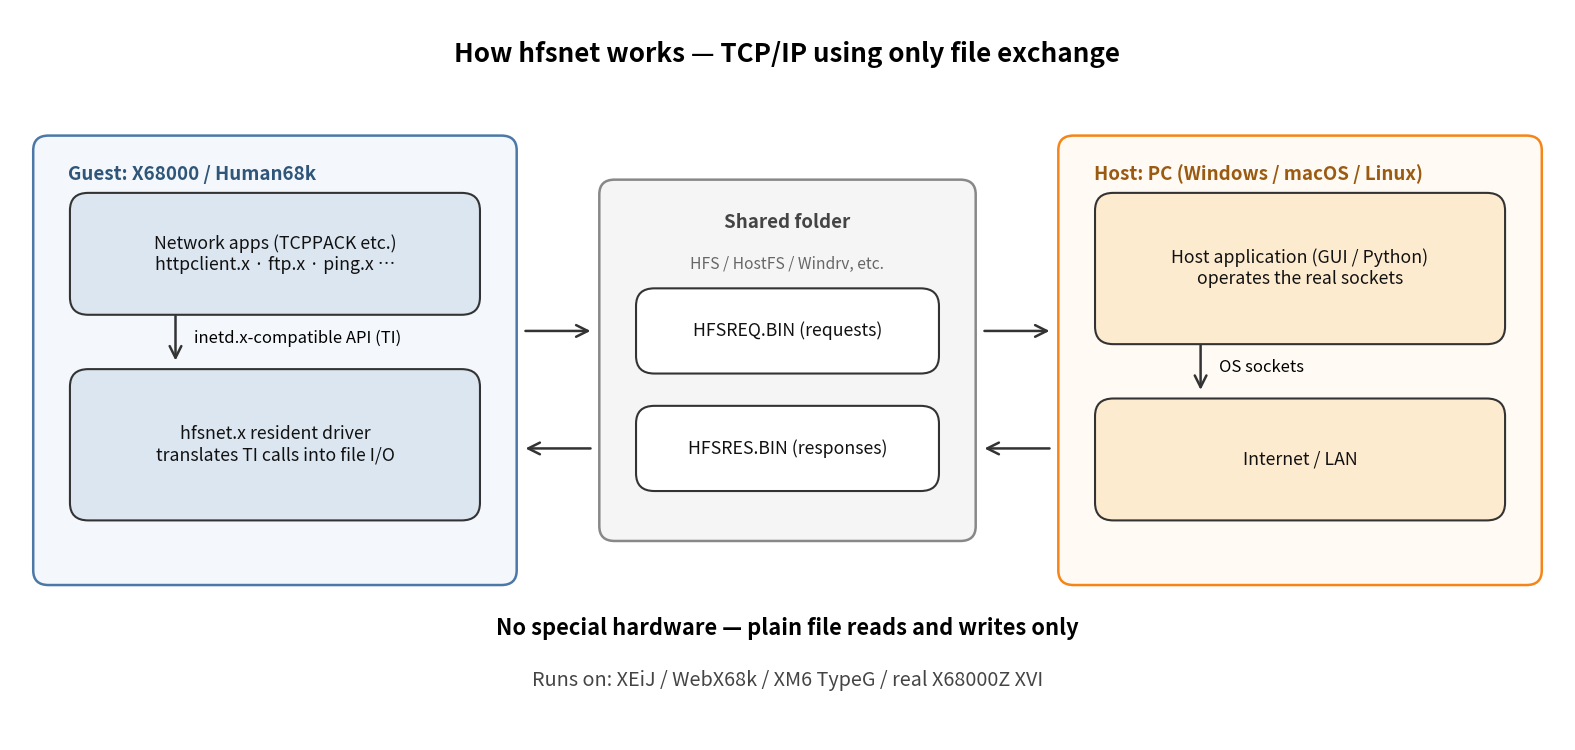 How hfsnet works — TCP/IP using only file exchange
Guest: X68000 / Human68k
Network apps (TCPPACK etc.)
httpclient.x · ftp.x · ping.x ···
inetd.x-compatible API (TI)
hfsnet.x resident driver
translates TI calls into file I/O
Shared folder
HFS / HostFS / Windrv, etc.
HFSREQ.BIN (requests)
HFSRES.BIN (responses)
Host: PC (Windows / macOS / Linux)
Host application (GUI / Python)
operates the real sockets
OS sockets
Internet / LAN
No special hardware — plain file reads and writes only
Runs on: XEiJ / WebX68k / XM6 TypeG / real X68000Z XVI